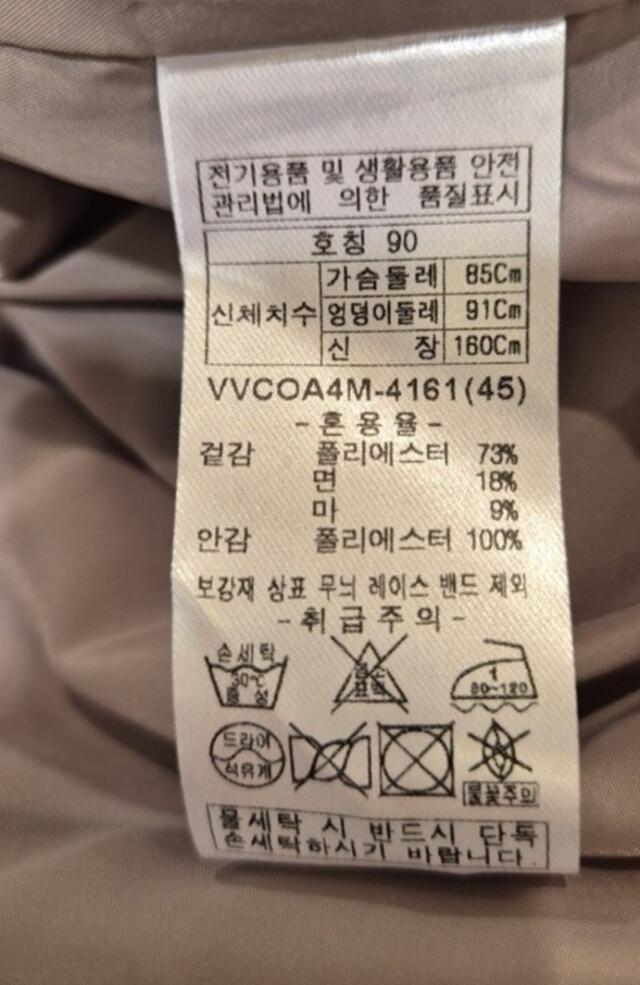 전기용품 및 생활용품 안전
관리법에 의한 품질표시
호칭 90
신체치수
가슴둘레 85Cm
엉덩이둘레 91Cm
신 장 160Cm
VVCOA4M-4161(45)
-혼용율-
겉감 폴리에스터 73%
면 18%
마 9%
안감 폴리에스터 100%
보강재 상표 무늬 레이스 밴드 제외
-취급주의-
손세탁
30℃
중성
염소
표백
1
80~120
드라이
석유계
불꽃주의
물세탁 시 반드시 단독
손세탁하시기 바랍니다.